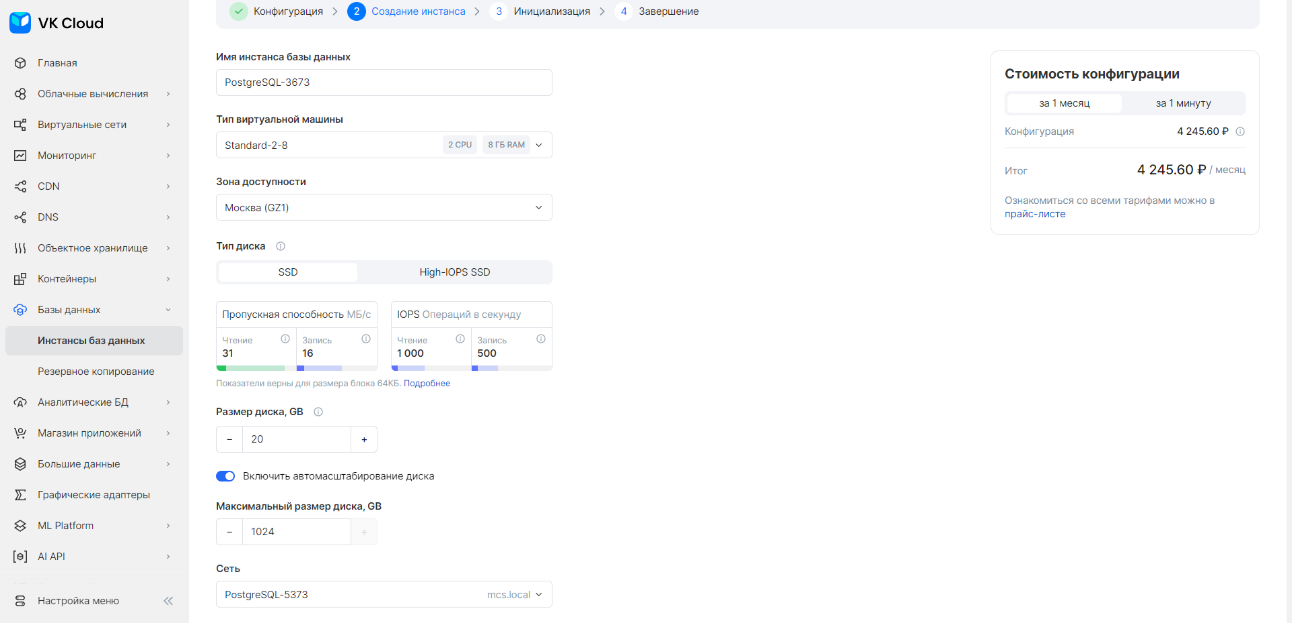 VK Cloud
Главная
Облачные вычисления
Виртуальные сети
Мониторинг
CDN
DNS
Объектное хранилище
Контейнеры
Базы данных
Инстансы баз данных
Резервное копирование
Аналитические БД
Магазин приложений
Большие данные
Графические адаптеры
ML Platform
AI API
Настройка меню
Конфигурация
2 Создание инстанса
3 Инициализация
4 Завершение
Имя инстанса базы данных
PostgreSQL-3673
Тип виртуальной машины
Standard-2-8 2 CPU 8 ГБ RAM
Зона доступности
Москва (GZ1)
Тип диска
SSD High-IOPS SSD
Пропускная способность МБ/с
Чтение Запись
31 16
IOPS Операций в секунду
Чтение Запись
1 000 500
Показатели верны для размера блока 64КБ. Подробнее
Размер диска, GB
− 20 +
Включить автомасштабирование диска
Максимальный размер диска, GB
− 1024 +
Сеть
PostgreSQL-5373 mcs.local
Стоимость конфигурации
за 1 месяц за 1 минуту
Конфигурация 4 245.60 ₽
Итог 4 245.60 ₽ / месяц
Ознакомиться со всеми тарифами можно в
прайс-листе